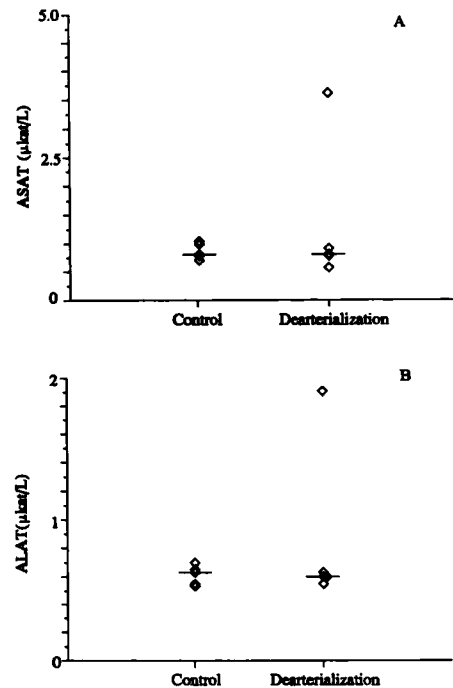 A
5.0
2.5
0
ASAT (μkat/L)
Control Dearterialization
B
2
1
0
ALAT(μkat/L)
Control Dearterialization